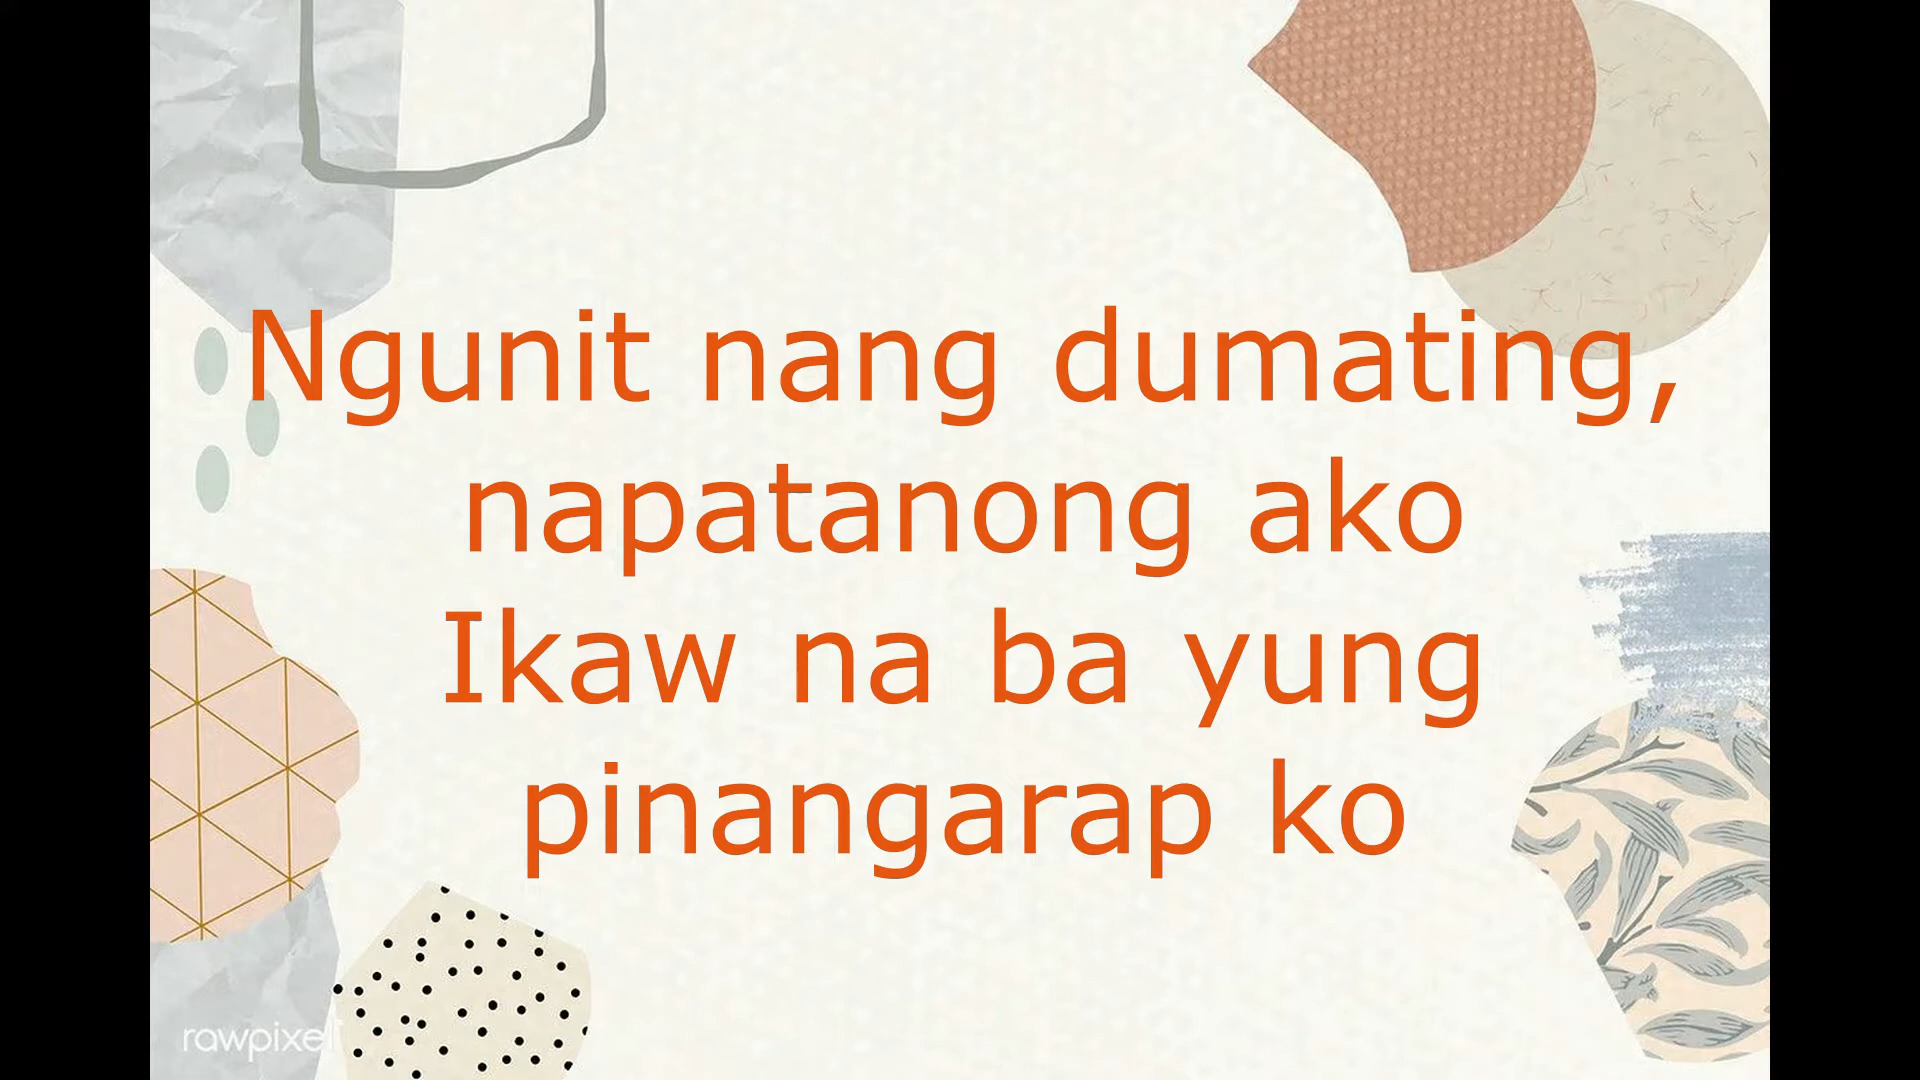 Ngunit nang dumating,
napatanong ako
Ikaw na ba yung
pinangarap ko
rawpixel